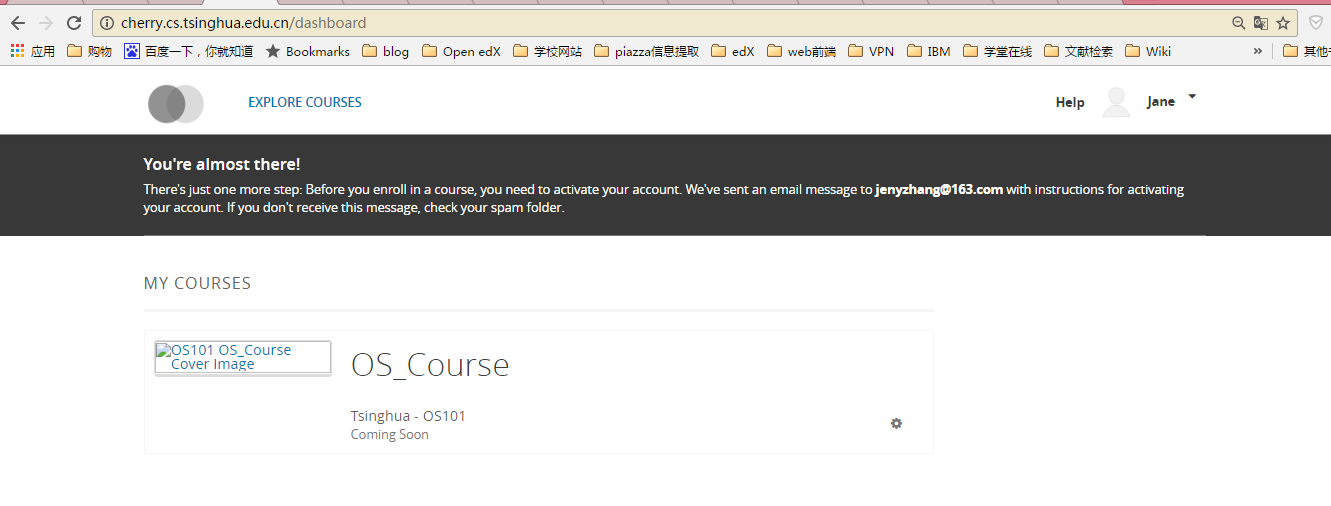 cherry.cs.tsinghua.edu.cn/dashboard
应用 购物 百度一下，你就知道 Bookmarks blog Open edX 学校网站 piazza信息提取 edX web前端 VPN IBM 学堂在线 文献检索 Wiki » 其他
EXPLORE COURSES Help Jane
You're almost there!
There's just one more step: Before you enroll in a course, you need to activate your account. We've sent an email message to jenyzhang@163.com with instructions for activating
your account. If you don't receive this message, check your spam folder.
MY COURSES
OS101 OS_Course
Cover Image
OS_Course
Tsinghua - OS101
Coming Soon